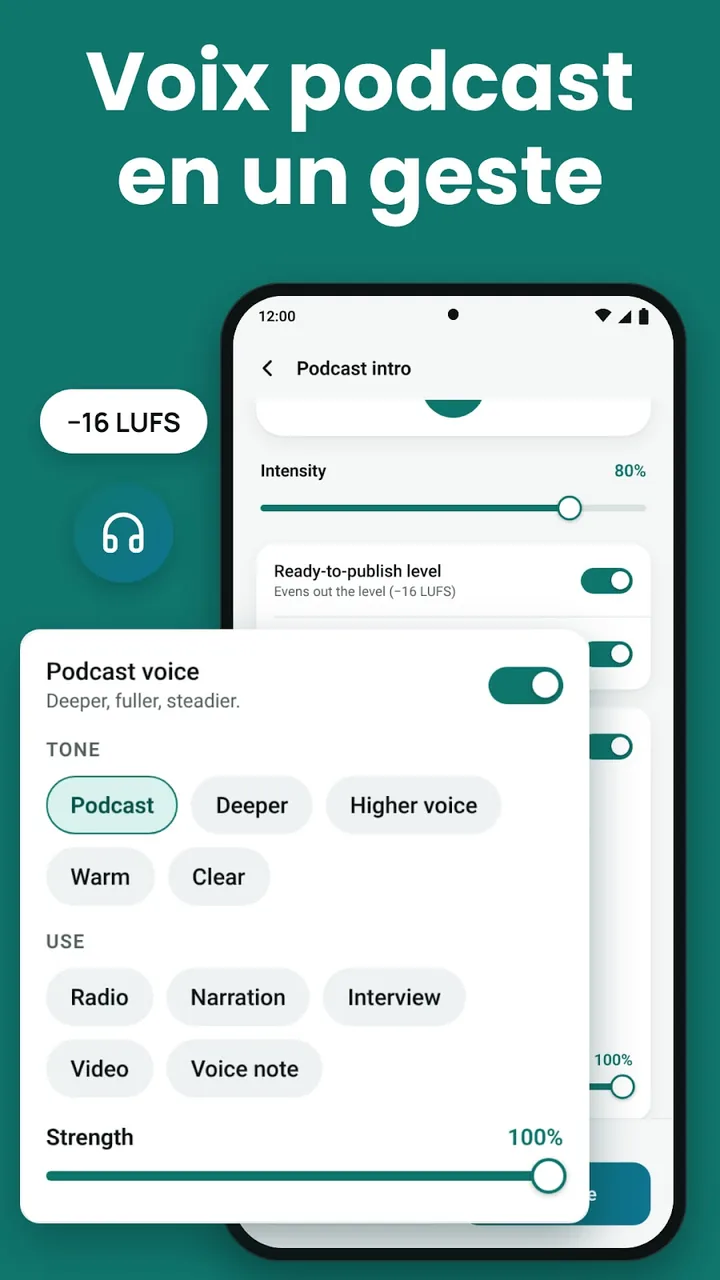 Voix podcast
en un geste
12:00
Podcast intro
−16 LUFS
Intensity
80%
Ready-to-publish level
Evens out the level (−16 LUFS)
Podcast voice
Deeper, fuller, steadier.
TONE
Podcast
Deeper
Higher voice
Warm
Clear
USE
Radio
Narration
Interview
Video
Voice note
100%
Strength
100%